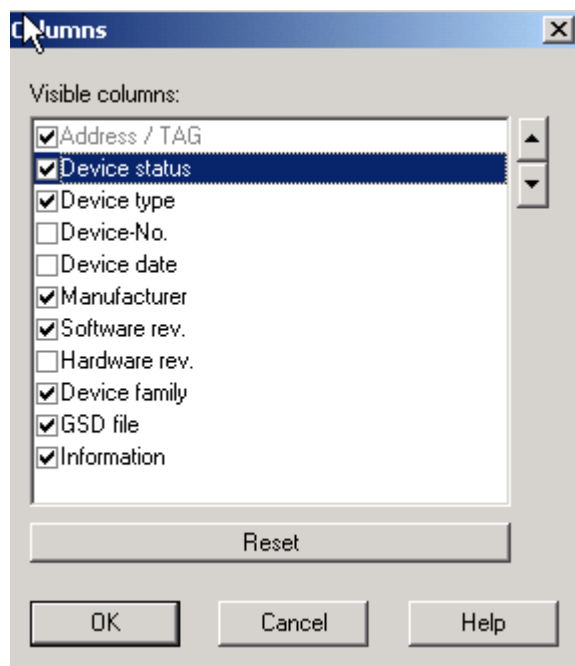 Columns
Visible columns:
Address / TAG
Device status
Device type
Device-No.
Device date
Manufacturer
Software rev.
Hardware rev.
Device family
GSD file
Information
Reset
OK
Cancel
Help